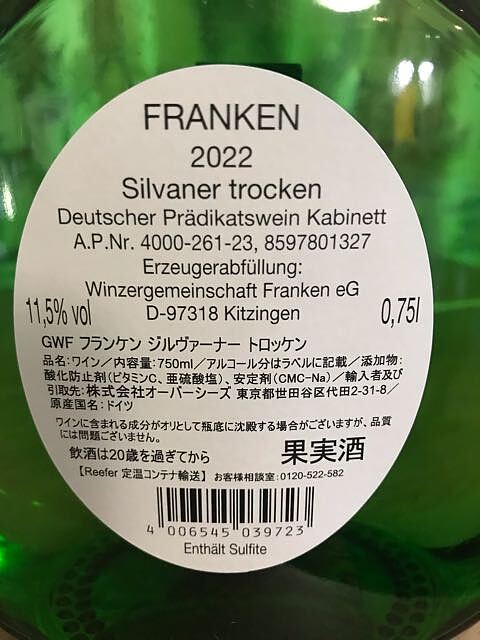 FRANKEN
2022
Silvaner trocken
Deutscher Prädikatswein Kabinett
A.P.Nr. 4000-261-23, 8597801327
Erzeugerabfüllung:
Winzergemeinschaft Franken eG
11,5% vol D-97318 Kitzingen 0,75l
GWF フランケン ジルヴァーナー トロッケン
品名:ワイン/内容量:750ml/アルコール分はラベルに記載/添加物:
酸化防止剤(ビタミンC、亜硫酸塩)、安定剤(CMC-Na)/輸入者及び
引取先:株式会社オーバーシーズ 東京都世田谷区代田2-31-8/
原産国名:ドイツ
ワインに含まれる成分がオリとして瓶底に沈殿する場合がございますが、品質
には問題ございません。
飲酒は20歳を過ぎてから 果実酒
【Reefer 定温コンテナ輸送】 お客様相談室:0120-522-582
4 006545 039723
Enthält Sulfite